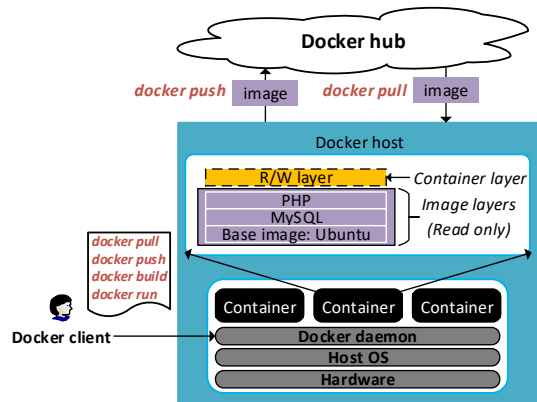 Docker hub
docker push
image
docker pull
image
Docker host
R/W layer
Container layer
PHP
MySQL
Base image: Ubuntu
Image layers
(Read only)
docker pull
docker push
docker build
docker run
Container
Container
Container
Docker client
Docker daemon
Host OS
Hardware